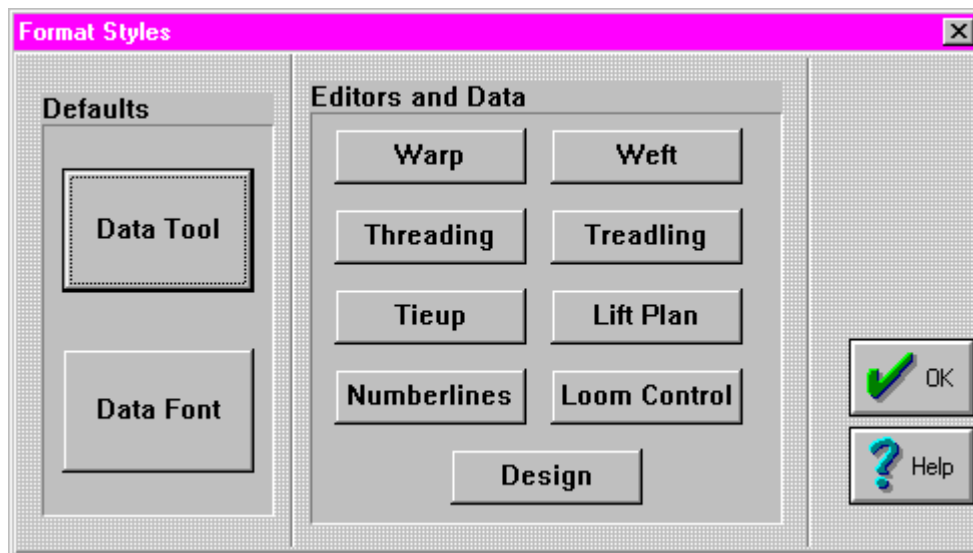 Format Styles
Defaults
Data Tool
Data Font
Editors and Data
Warp
Weft
Threading
Treadling
Tieup
Lift Plan
Numberlines
Loom Control
Design
OK
Help